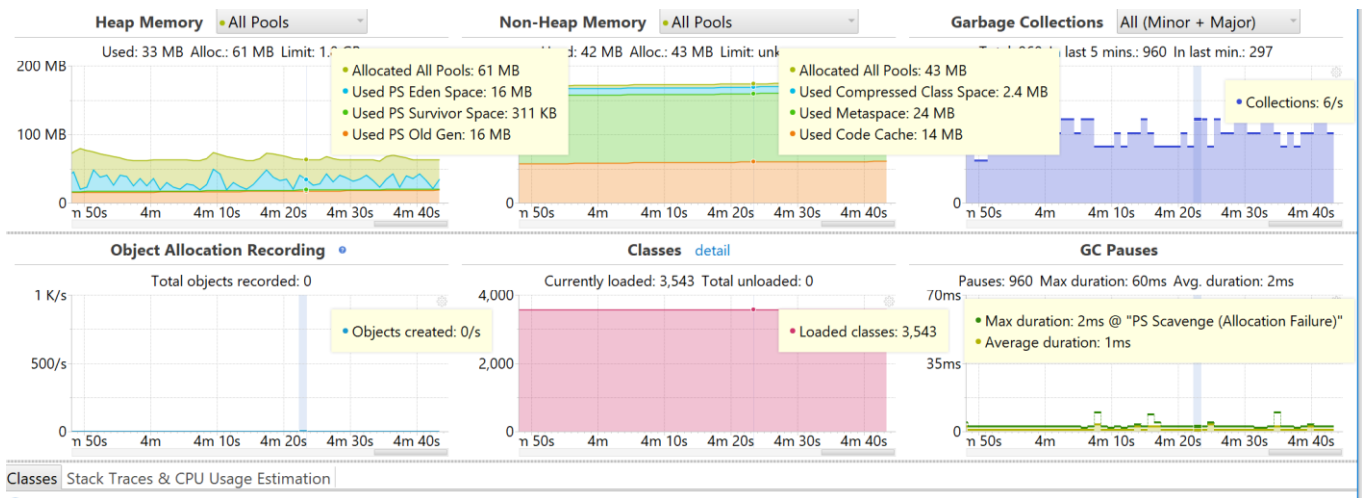 Heap Memory
All Pools
Used: 33 MB Alloc.: 61 MB Limit:
200 MB
100 MB
0
Allocated All Pools: 61 MB
Used PS Eden Space: 16 MB
Used PS Survivor Space: 311 KB
Used PS Old Gen: 16 MB
50s 4m 4m 10s 4m 20s 4m 30s 4m 40s
Non-Heap Memory
All Pools
42 MB Alloc.: 43 MB Limit:
0
Allocated All Pools: 43 MB
Used Compressed Class Space: 2.4 MB
Used Metaspace: 24 MB
Used Code Cache: 14 MB
50s 4m 4m 10s 4m 20s 4m 30s 4m 40s
Garbage Collections
All (Minor + Major)
last 5 mins.: 960 In last min.: 297
Collections: 6/s
0
50s 4m 4m 10s 4m 20s 4m 30s 4m 40s
Object Allocation Recording
Total objects recorded: 0
1 K/s
500/s
0
Objects created: 0/s
50s 4m 4m 10s 4m 20s 4m 30s 4m 40s
Classes detail
Currently loaded: 3,543 Total unloaded: 0
4,000
2,000
0
Loaded classes: 3,543
50s 4m 4m 10s 4m 20s 4m 30s 4m 40s
GC Pauses
Pauses: 960 Max duration: 60ms Avg. duration: 2ms
70ms
35ms
0
Max duration: 2ms @ "PS Scavenge (Allocation Failure)"
Average duration: 1ms
50s 4m 4m 10s 4m 20s 4m 30s 4m 40s
Classes Stack Traces & CPU Usage Estimation